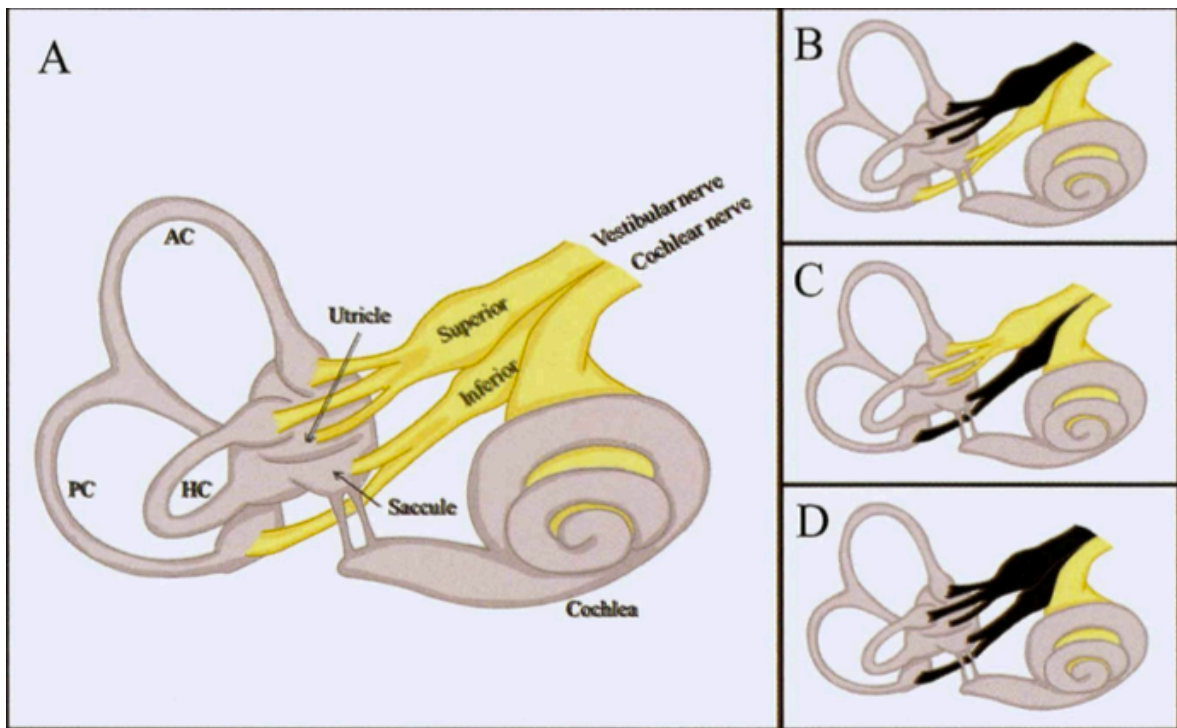 A
AC
Utricle
Superior
Vestibular nerve
Cochlear nerve
Inferior
PC
HC
Saccule
Cochlea
B
C
D